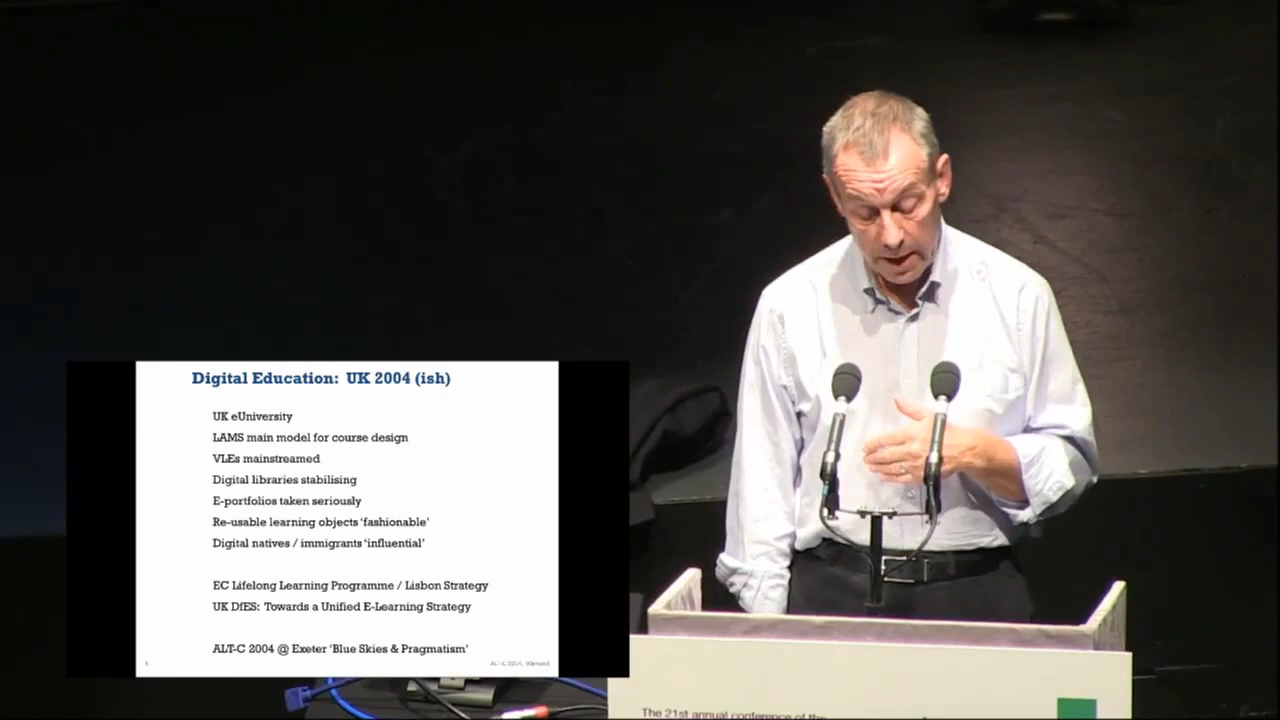 Digital Education: UK 2004 (ish)
UK eUniversity
LAMS main model for course design
VLEs mainstreamed
Digital libraries stabilising
E-portfolios taken seriously
Re-usable learning objects 'fashionable'
Digital natives / immigrants 'influential'
EC Lifelong Learning Programme / Lisbon Strategy
UK DfES: Towards a Unified E-Learning Strategy
ALT-C 2004 @ Exeter 'Blue Skies & Pragmatism'
The 21st annual conference of the